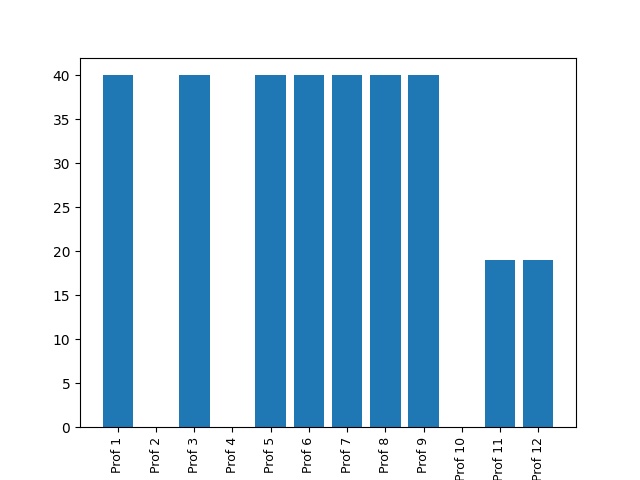 40
35
30
25
20
15
10
5
0
Prof 1
Prof 2
Prof 3
Prof 4
Prof 5
Prof 6
Prof 7
Prof 8
Prof 9
Prof 10
Prof 11
Prof 12